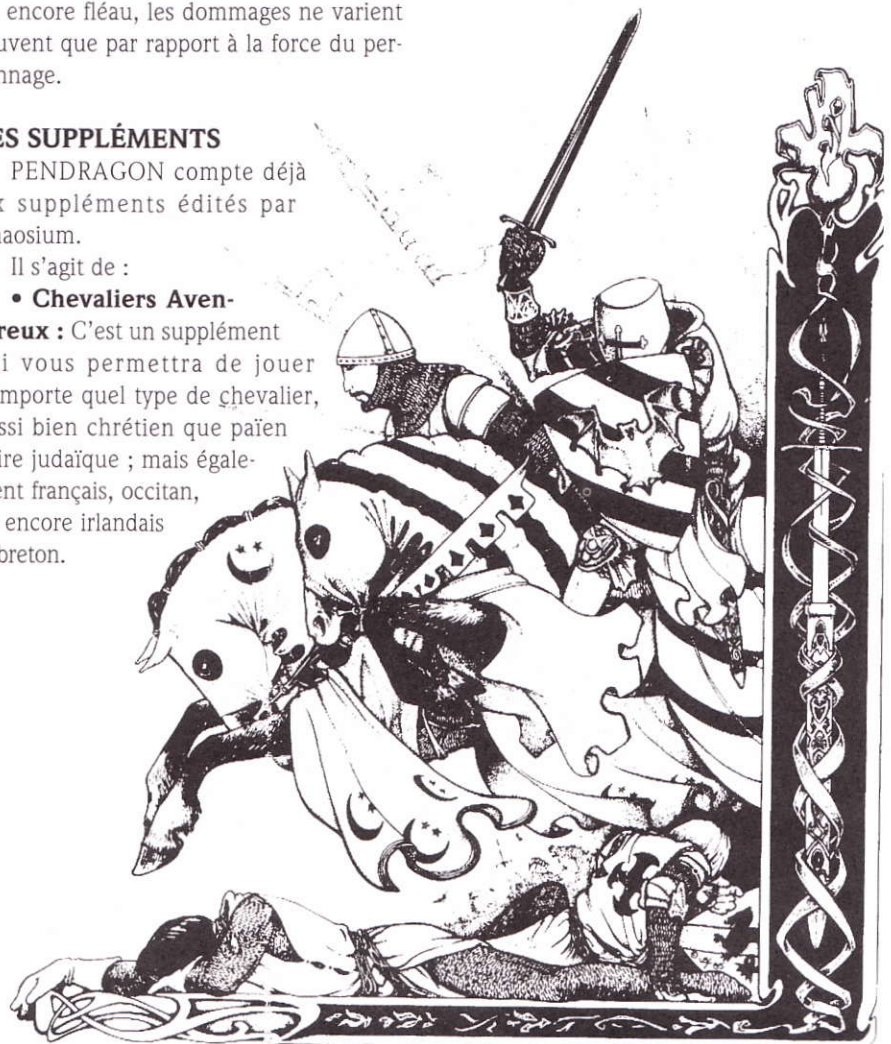 encore fléau, les dommages ne varient
uvent que par rapport à la force du per-
nnage.
ES SUPPLÉMENTS
PENDRAGON compte déjà
x suppléments édités par
aosium.
Il s'agit de :
• Chevaliers Aven-
reux : C'est un supplément
i vous permettra de jouer
importe quel type de chevalier,
ssi bien chrétien que païen
ire judaïque ; mais égale-
ent français, occitan,
encore irlandais
breton.